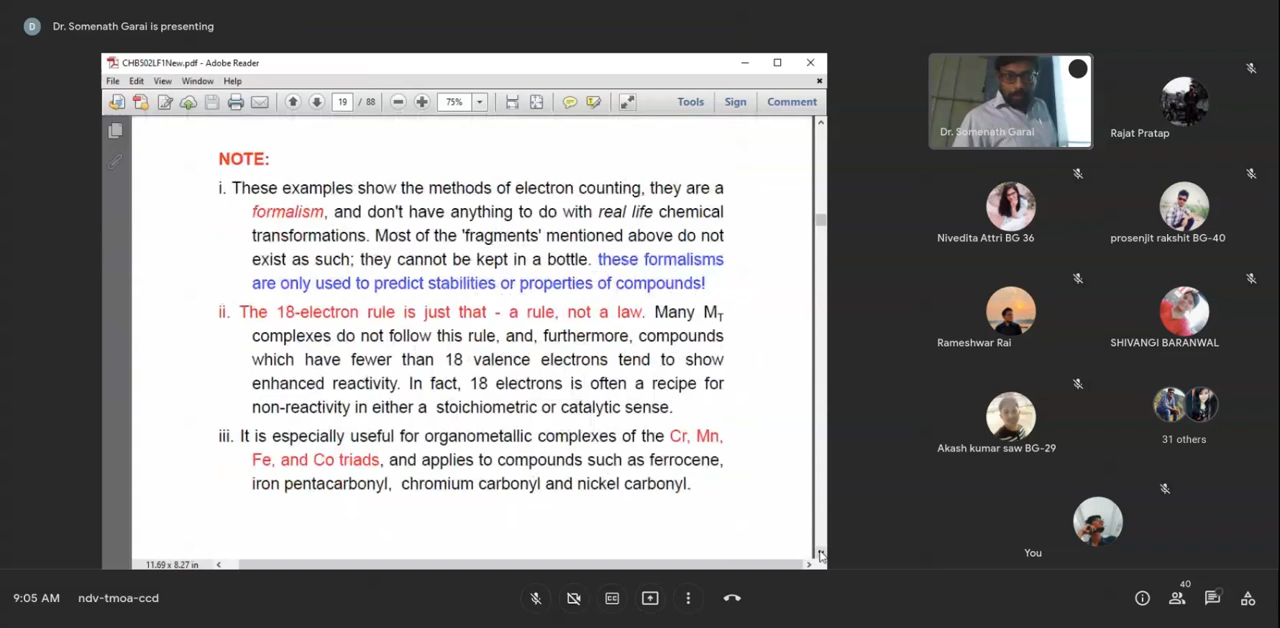 Dr. Somenath Garai is presenting
D
CHB502LF1New.pdf - Adobe Reader
File Edit View Window Help
19 / 88
75%
Tools Sign Comment
NOTE:
i. These examples show the methods of electron counting, they are a
formalism, and don't have anything to do with real life chemical
transformations. Most of the 'fragments' mentioned above do not
exist as such; they cannot be kept in a bottle. these formalisms
are only used to predict stabilities or properties of compounds!
ii. The 18-electron rule is just that - a rule, not a law. Many MT
complexes do not follow this rule, and, furthermore, compounds
which have fewer than 18 valence electrons tend to show
enhanced reactivity. In fact, 18 electrons is often a recipe for
non-reactivity in either a stoichiometric or catalytic sense.
iii. It is especially useful for organometallic complexes of the Cr, Mn,
Fe, and Co triads, and applies to compounds such as ferrocene,
iron pentacarbonyl, chromium carbonyl and nickel carbonyl.
11.69 x 8.27 in
Dr. Somenath Garai
Rajat Pratap
Nivedita Attri BG 36
prosenjit rakshit BG-40
Rameshwar Rai
SHIVANGI BARANWAL
Akash kumar saw BG-29
31 others
You
9:05 AM ndv-tmoa-ccd
CC
40